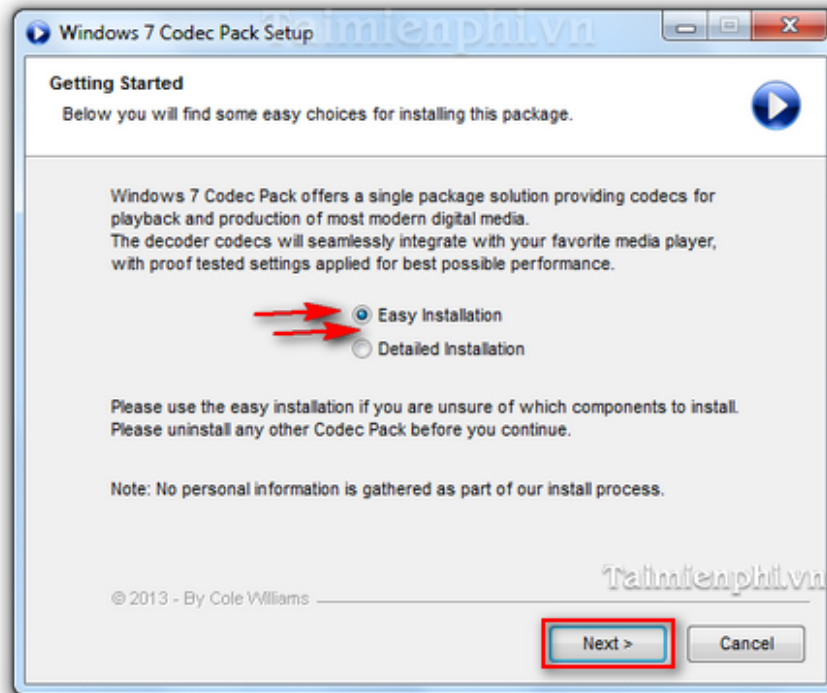 Taimienphi.vn
Windows 7 Codec Pack Setup
Getting Started
Below you will find some easy choices for installing this package.
Windows 7 Codec Pack offers a single package solution providing codecs for
playback and production of most modern digital media.
The decoder codecs will seamlessly integrate with your favorite media player,
with proof tested settings applied for best possible performance.
Easy Installation
Detailed Installation
Please use the easy installation if you are unsure of which components to install.
Please uninstall any other Codec Pack before you continue.
Note: No personal information is gathered as part of our install process.
Taimienphi.vn
© 2013 - By Cole Williams
Next > Cancel